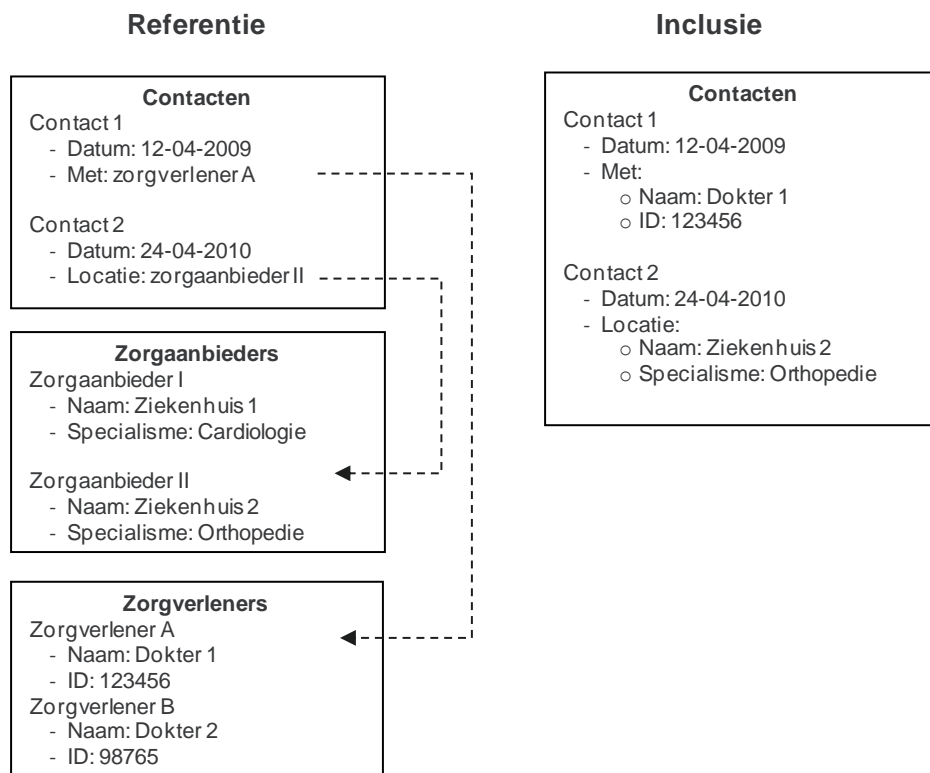 Referentie
Contacten
Contact 1
- Datum: 12-04-2009
- Met: zorgverlener A
Contact 2
- Datum: 24-04-2010
- Locatie: zorgaanbieder II
Zorgaanbieders
Zorgaanbieder I
- Naam: Ziekenhuis 1
- Specialisme: Cardiologie
Zorgaanbieder II
- Naam: Ziekenhuis 2
- Specialisme: Orthopedie
Zorgverleners
Zorgverlener A
- Naam: Dokter 1
- ID: 123456
Zorgverlener B
- Naam: Dokter 2
- ID: 98765
Inclusie
Contacten
Contact 1
- Datum: 12-04-2009
- Met:
o Naam: Dokter 1
o ID: 123456
Contact 2
- Datum: 24-04-2010
- Locatie:
o Naam: Ziekenhuis 2
o Specialisme: Orthopedie